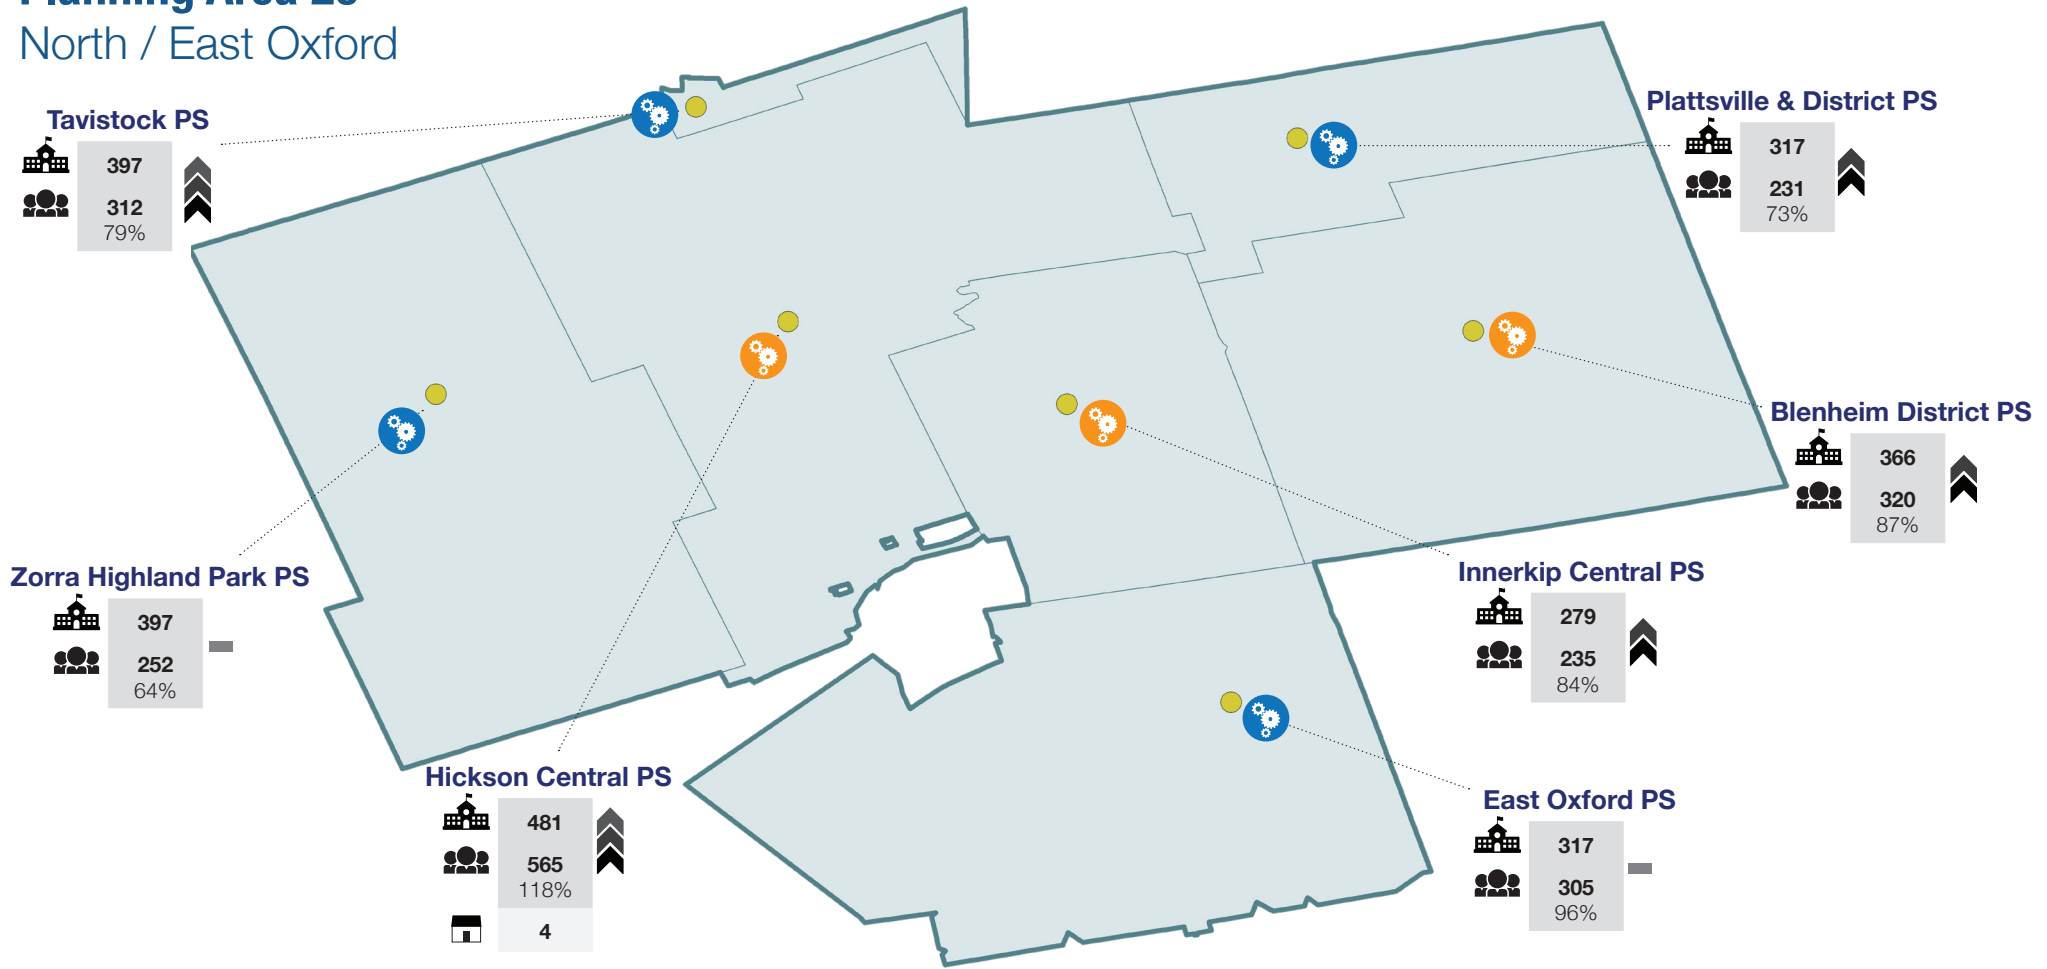 North / East Oxford
Tavistock PS
397
312
79%
Plattsville & District PS
317
231
73%
Blenheim District PS
366
320
87%
Zorra Highland Park PS
397
252
64%
Innerkip Central PS
279
235
84%
Hickson Central PS
481
565
118%
4
East Oxford PS
317
305
96%